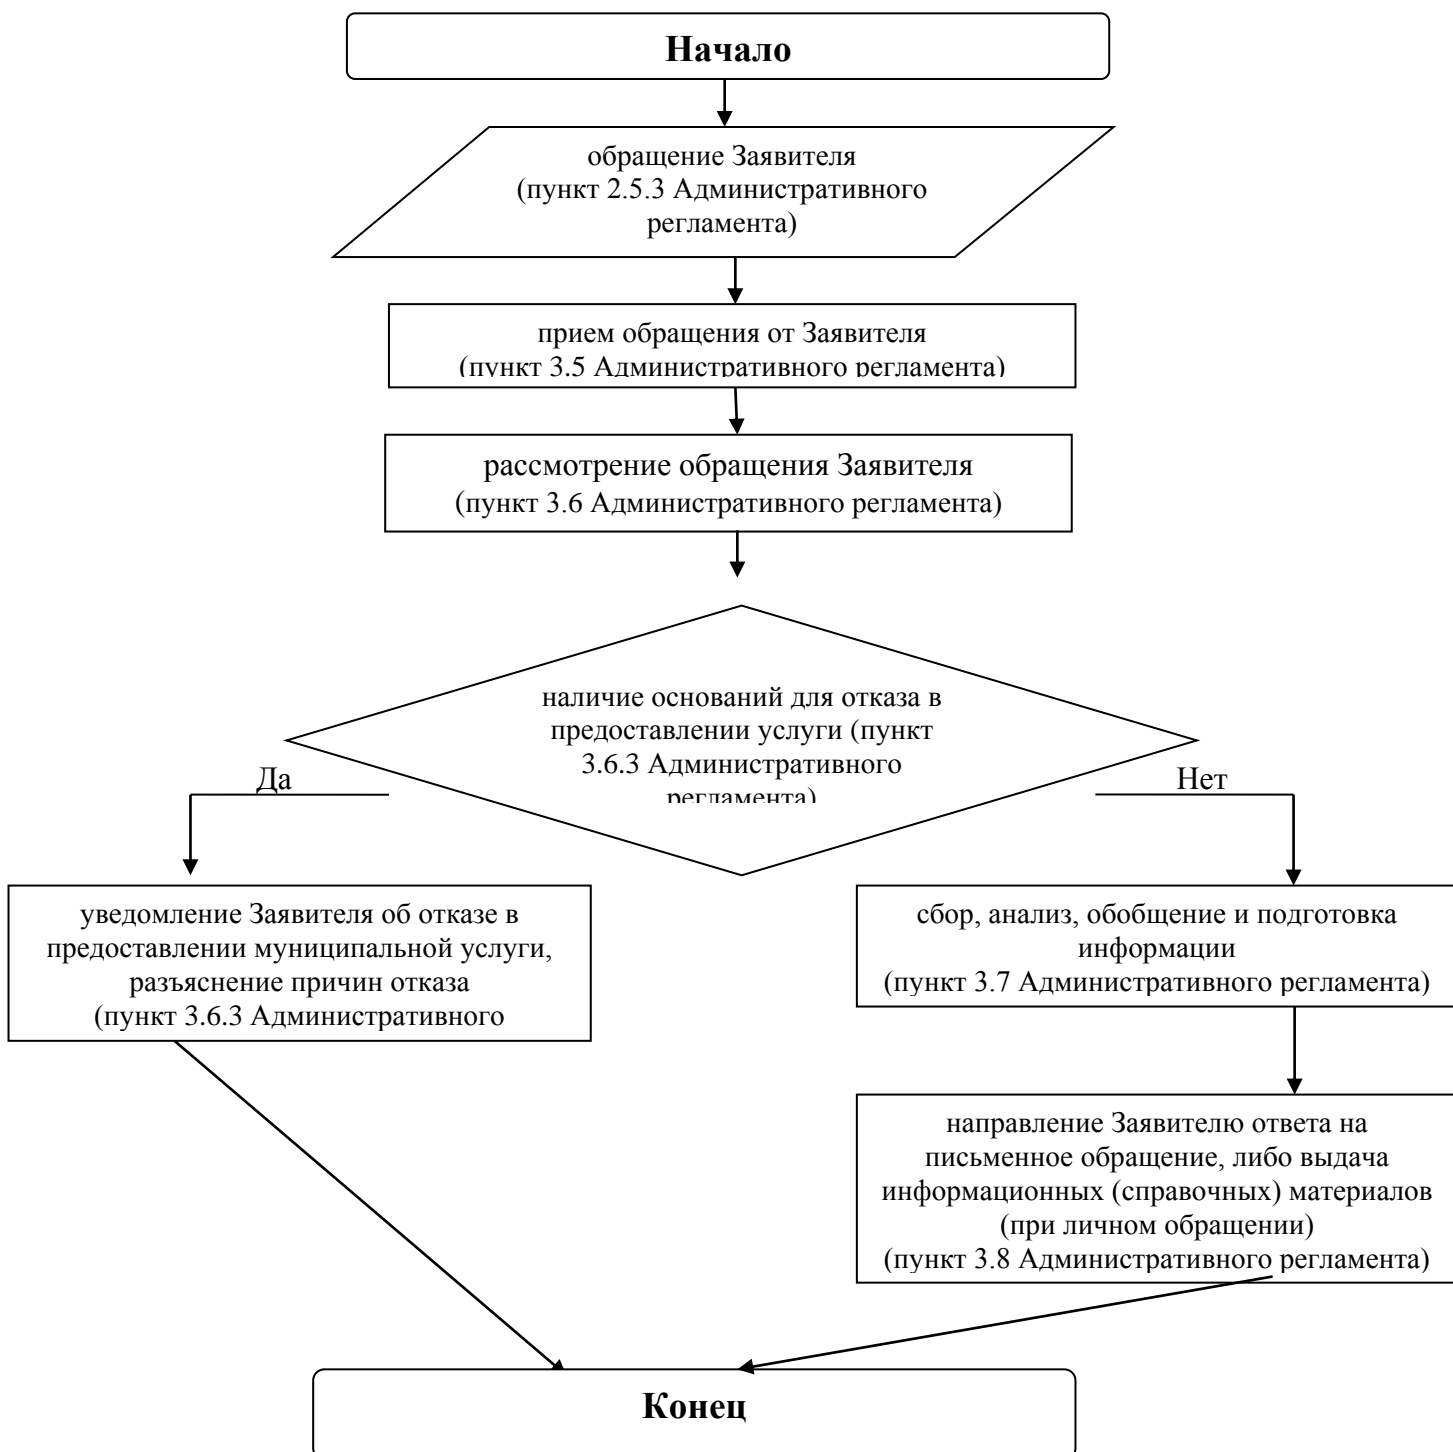 Начало
обращение Заявителя
(пункт 2.5.3 Административного
регламента)
прием обращения от Заявителя
(пункт 3.5 Административного регламента)
рассмотрение обращения Заявителя
(пункт 3.6 Административного регламента)
наличие оснований для отказа в
предоставлении услуги (пункт
3.6.3 Административного
регламента)
Да
Нет
уведомление Заявителя об отказе в
предоставлении муниципальной услуги,
разъяснение причин отказа
(пункт 3.6.3 Административного
сбор, анализ, обобщение и подготовка
информации
(пункт 3.7 Административного регламента)
направление Заявителю ответа на
письменное обращение, либо выдача
информационных (справочных) материалов
(при личном обращении)
(пункт 3.8 Административного регламента)
Конец